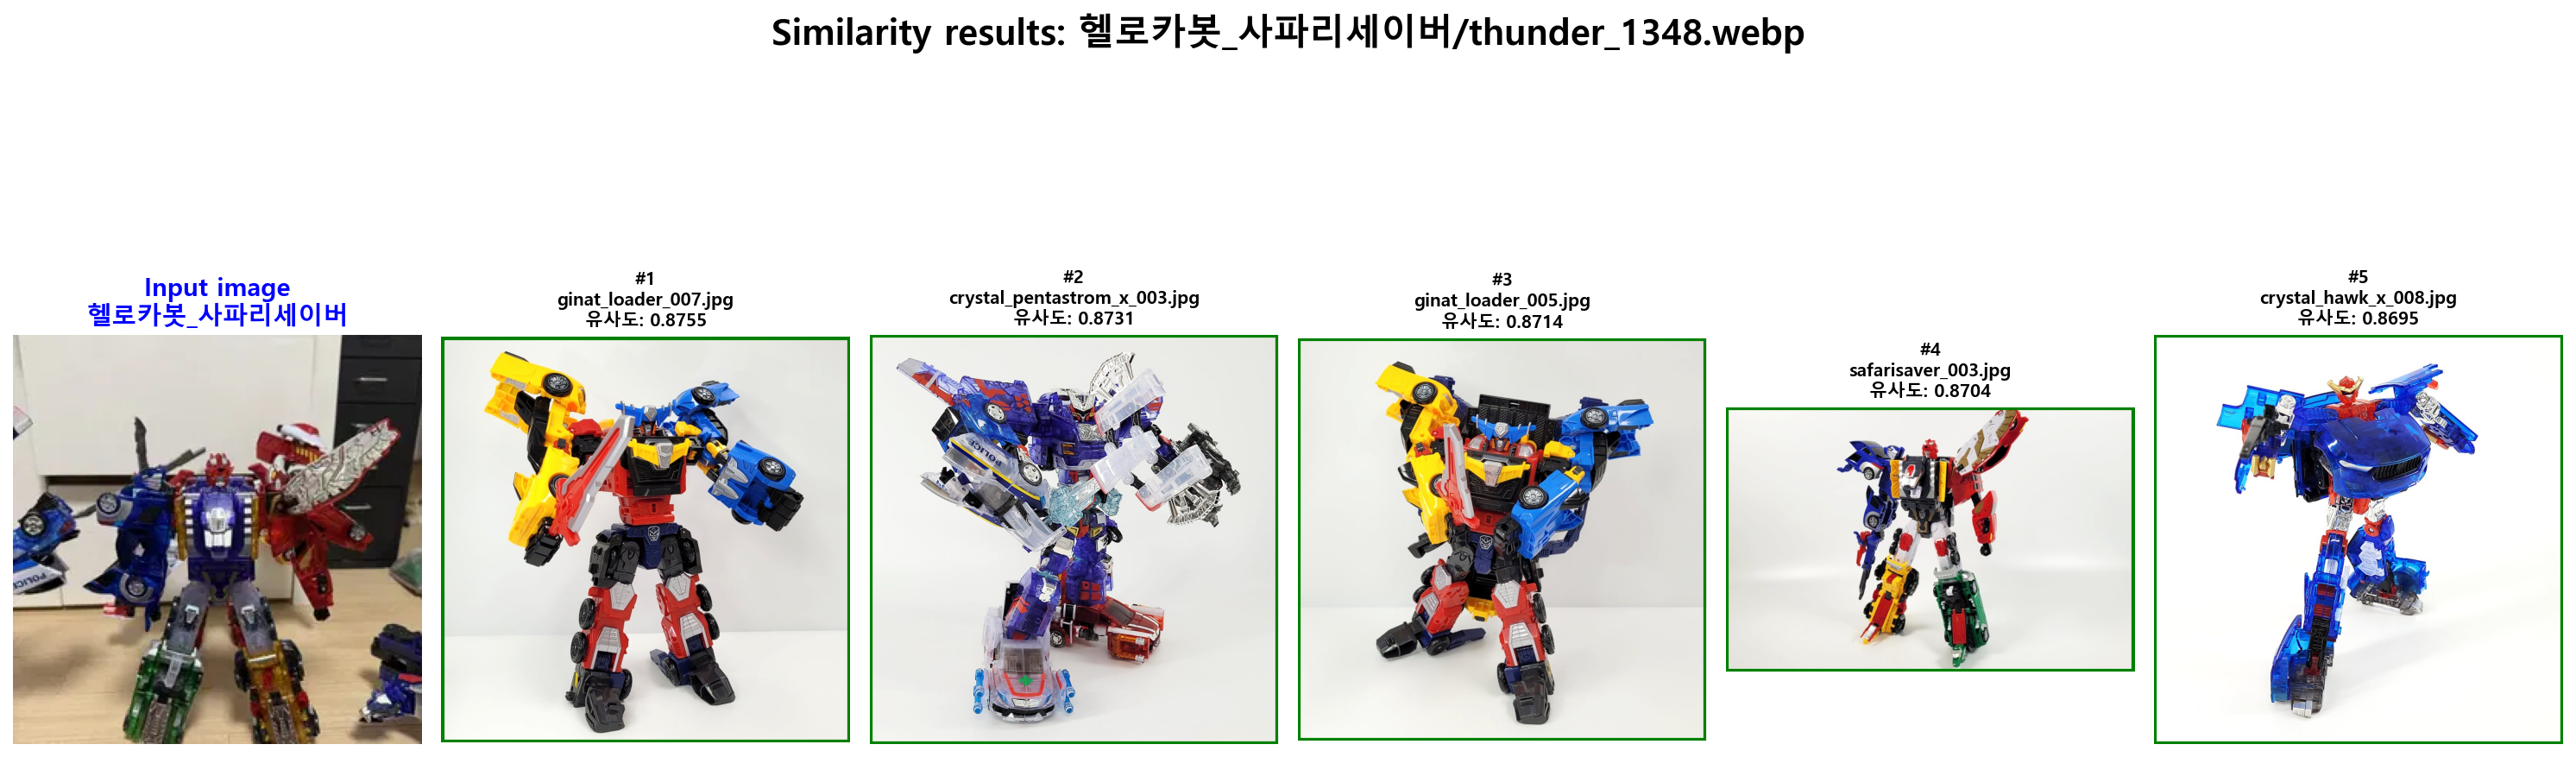 Similarity results: 헬로카봇_사파리세이버/thunder_1348.webp
Input image
헬로카봇_사파리세이버
#1
ginat_loader_007.jpg
유사도: 0.8755
#2
crystal_pentastrom_x_003.jpg
유사도: 0.8731
#3
ginat_loader_005.jpg
유사도: 0.8714
#4
safarisaver_003.jpg
유사도: 0.8704
#5
crystal_hawk_x_008.jpg
유사도: 0.8695
POLICE
POLICE